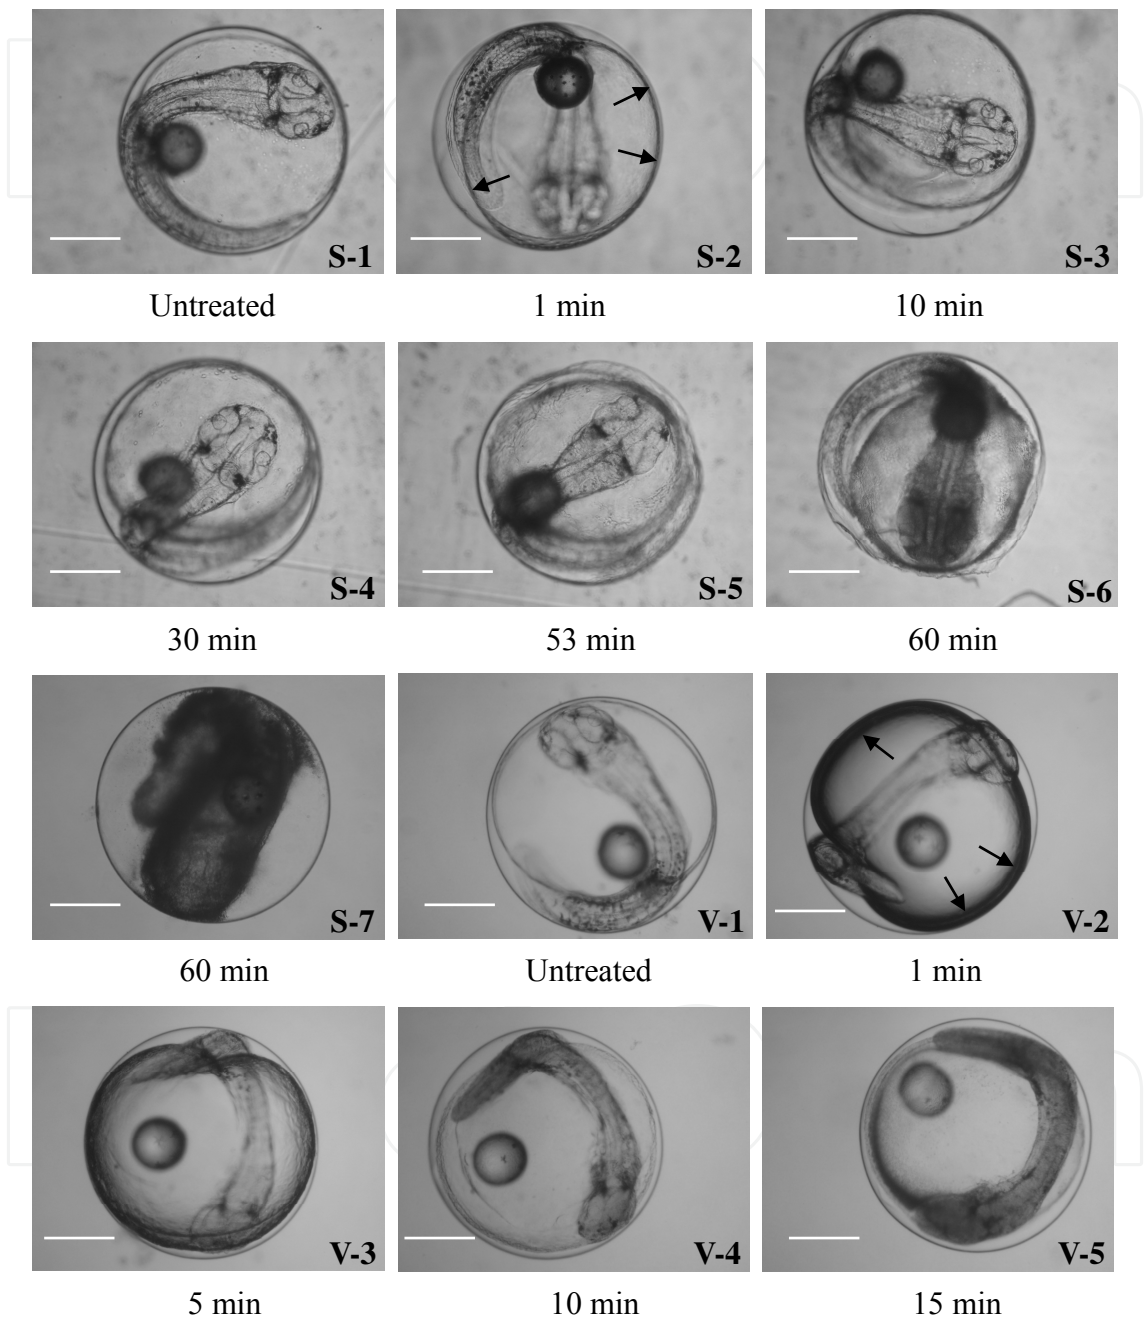 S-1 S-2 S-3
Untreated 1 min 10 min
S-4 S-5 S-6
30 min 53 min 60 min
S-7 V-1 V-2
60 min Untreated 1 min
V-3 V-4 V-5
5 min 10 min 15 min